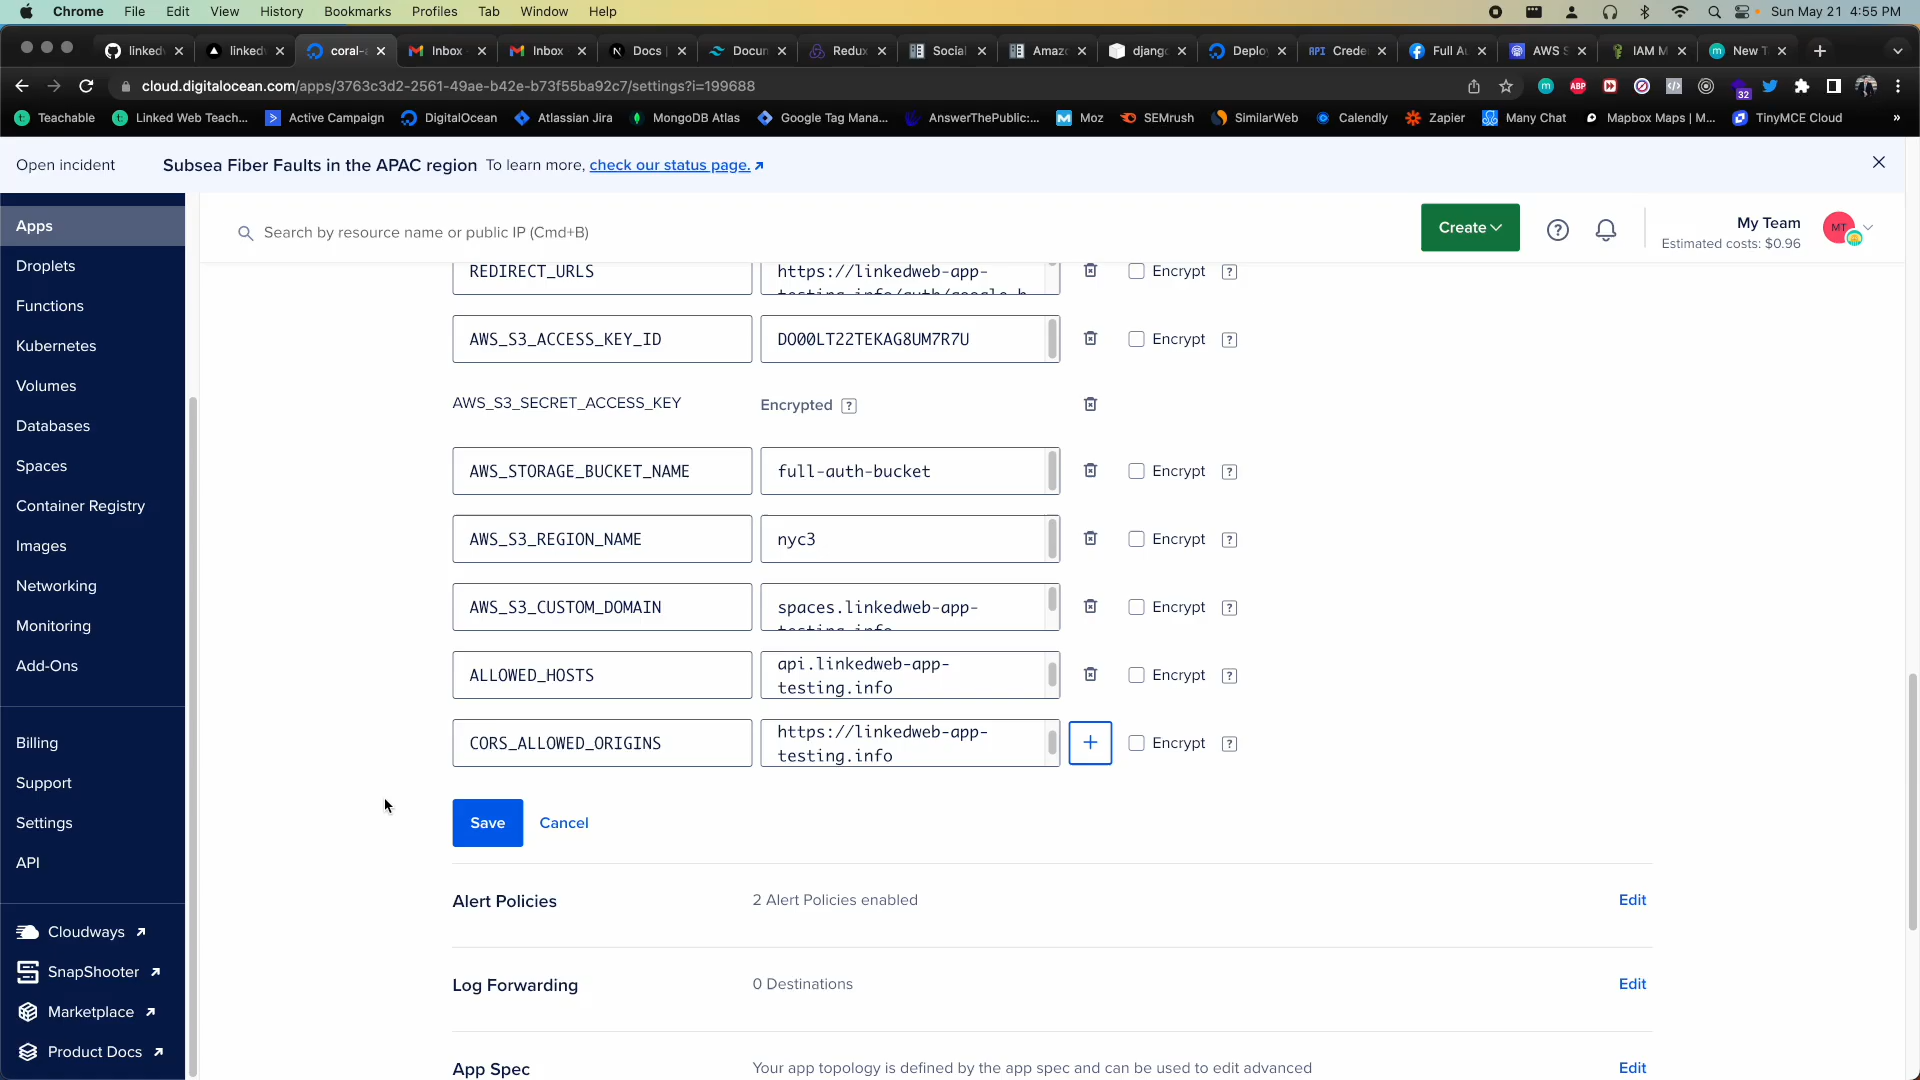 Chrome File Edit View History Bookmarks Profiles Tab Window Help Sun May 21 4:55 PM
linked linked coral-a Inbox Inbox Docs Docun Redux Social Amaz djang Deplo API Crede Full A AWS S IAM M New T
cloud.digitalocean.com/apps/3763c3d2-2561-49ae-b42e-b73f55ba92c7/settings?i=199688
ABP
32
Teachable Linked Web Teach... Active Campaign DigitalOcean Atlassian Jira MongoDB Atlas Google Tag Mana... AnswerThePublic:... Moz SEMrush SimilarWeb Calendly Zapier Many Chat Mapbox Maps | M... TinyMCE Cloud »
Open incident Subsea Fiber Faults in the APAC region To learn more, check our status page.
Apps
Droplets
Functions
Kubernetes
Volumes
Databases
Spaces
Container Registry
Images
Networking
Monitoring
Add-Ons
Billing
Support
Settings
API
Cloudways
SnapShooter
Marketplace
Product Docs
Search by resource name or public IP (Cmd+B)
Create
?
My Team
Estimated costs: $0.96
MT
REDIRECT_URLS https://linkedweb-app- Encrypt ?
testing.info/auth/google,h
AWS_S3_ACCESS_KEY_ID DO00LT22TEKAG8UM7R7U Encrypt ?
AWS_S3_SECRET_ACCESS_KEY Encrypted ?
AWS_STORAGE_BUCKET_NAME full-auth-bucket Encrypt ?
AWS_S3_REGION_NAME nyc3 Encrypt ?
AWS_S3_CUSTOM_DOMAIN spaces.linkedweb-app- Encrypt ?
testing.info
ALLOWED_HOSTS api.linkedweb-app- Encrypt ?
testing.info
CORS_ALLOWED_ORIGINS https://linkedweb-app- + Encrypt ?
testing.info
Save Cancel
Alert Policies 2 Alert Policies enabled Edit
Log Forwarding 0 Destinations Edit
App Spec Your app topology is defined by the app spec and can be used to edit advanced Edit